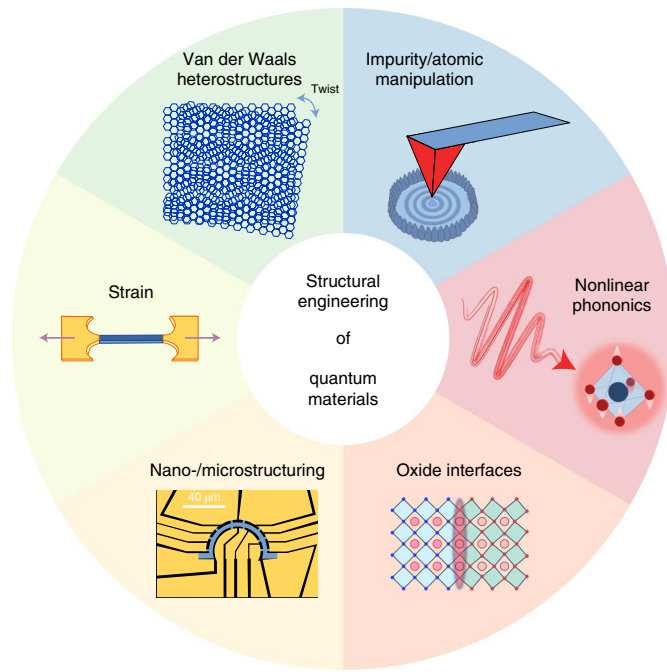 Van der Waals
heterostructures
Twist
Impurity/atomic
manipulation
Nonlinear
phononics
Oxide interfaces
Nano-/microstructuring
40 μm
Strain
Structural
engineering
of
quantum
materials